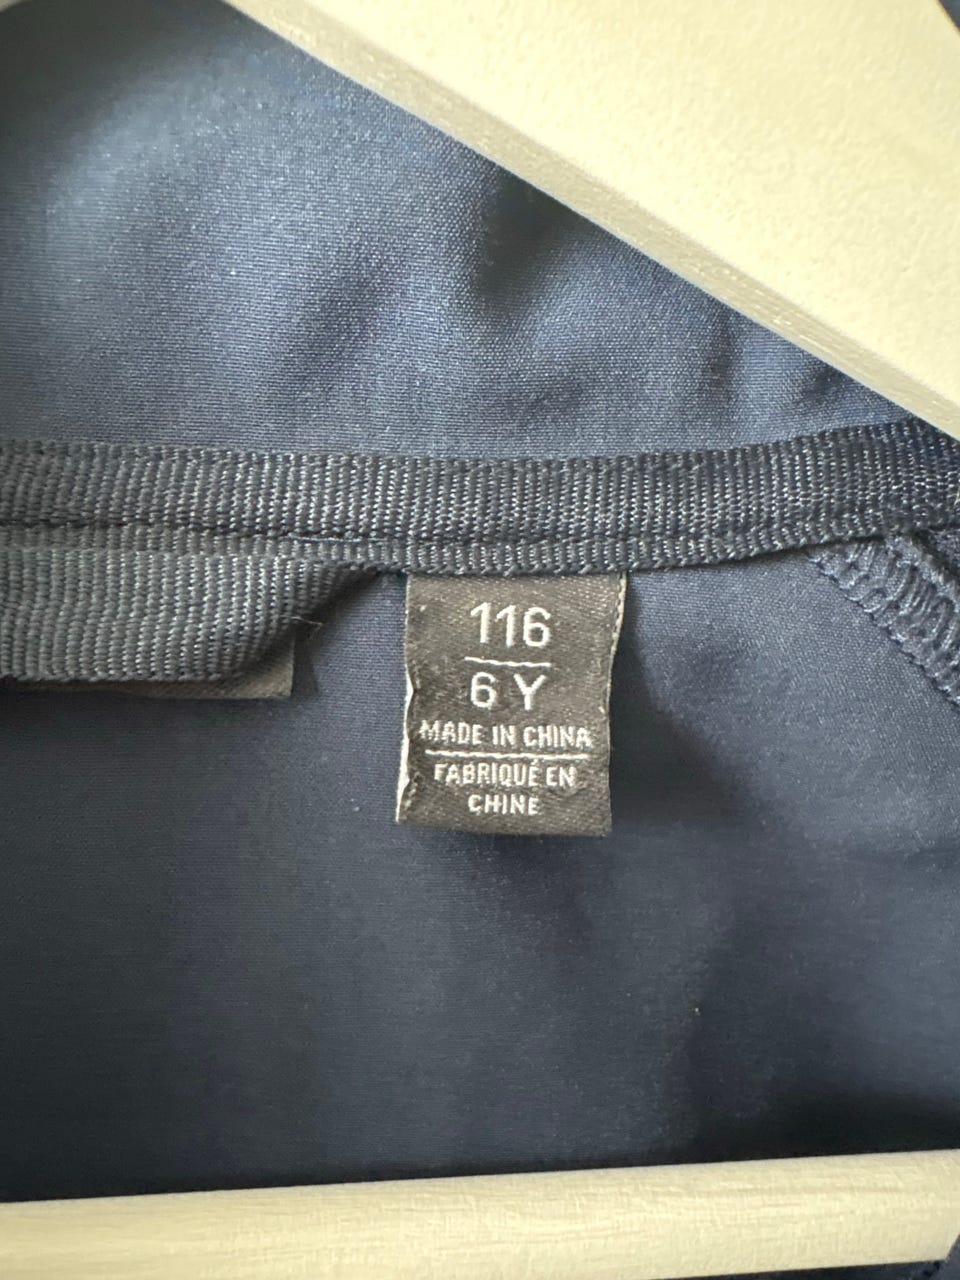 116
6 Y
MADE IN CHINA
FABRIQUÉ EN
CHINE